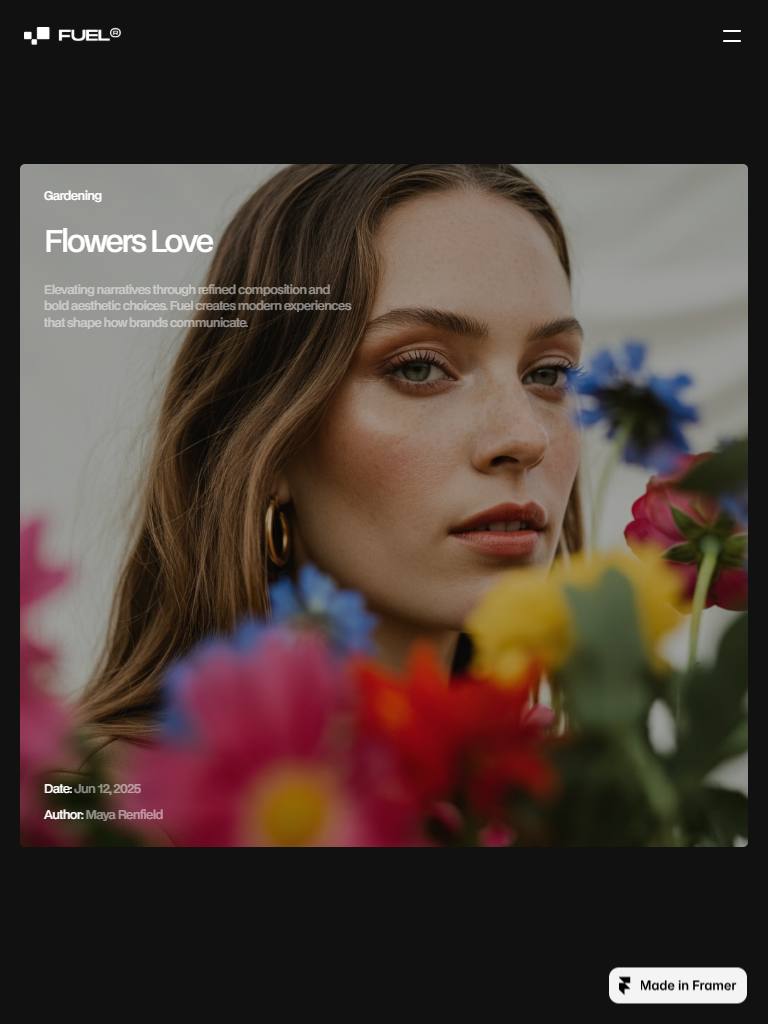 FUEL®
Gardening
Flowers Love
Elevating narratives through refined composition and
bold aesthetic choices. Fuel creates modern experiences
that shape how brands communicate.
Date: Jun 12, 2025
Author: Maya Renfield
Made in Framer